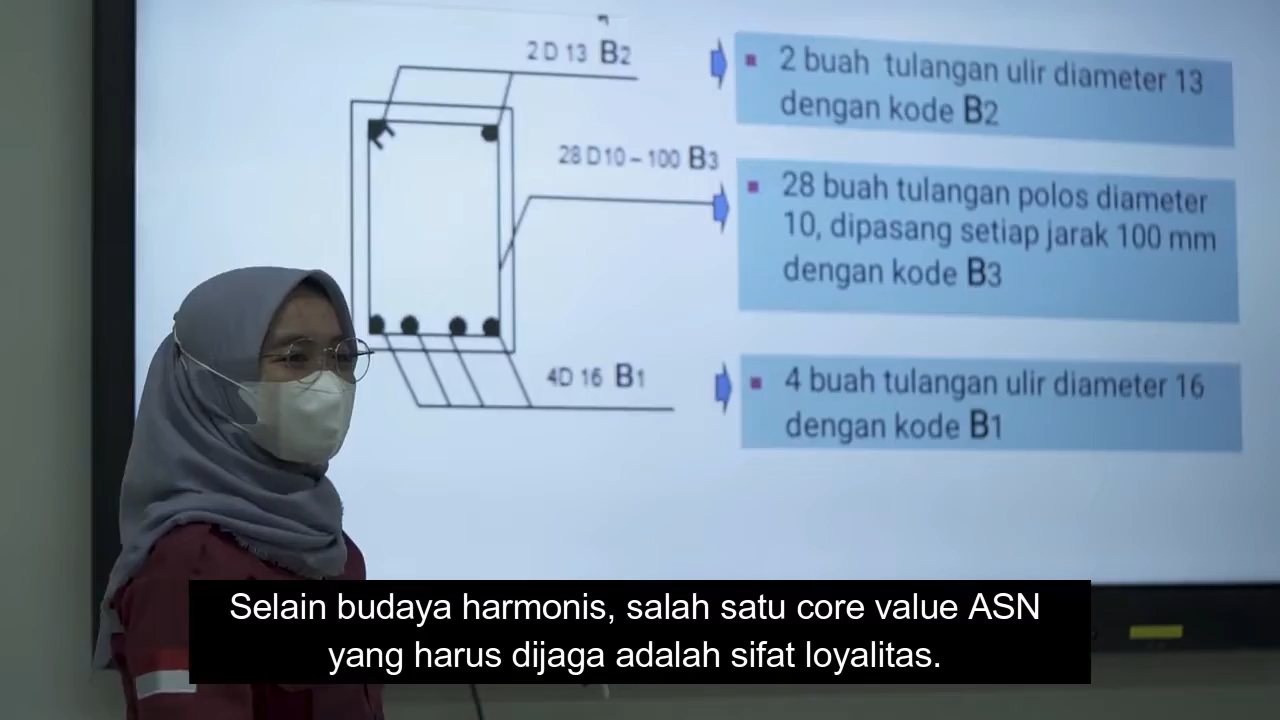 2 D 13 B2
2 buah tulangan ulir diameter 13
dengan kode B2
28 D10 – 100 B3
28 buah tulangan polos diameter
10, dipasang setiap jarak 100 mm
dengan kode B3
4D 16 B1
4 buah tulangan ulir diameter 16
dengan kode B1
Selain budaya harmonis, salah satu core value ASN
yang harus dijaga adalah sifat loyalitas.